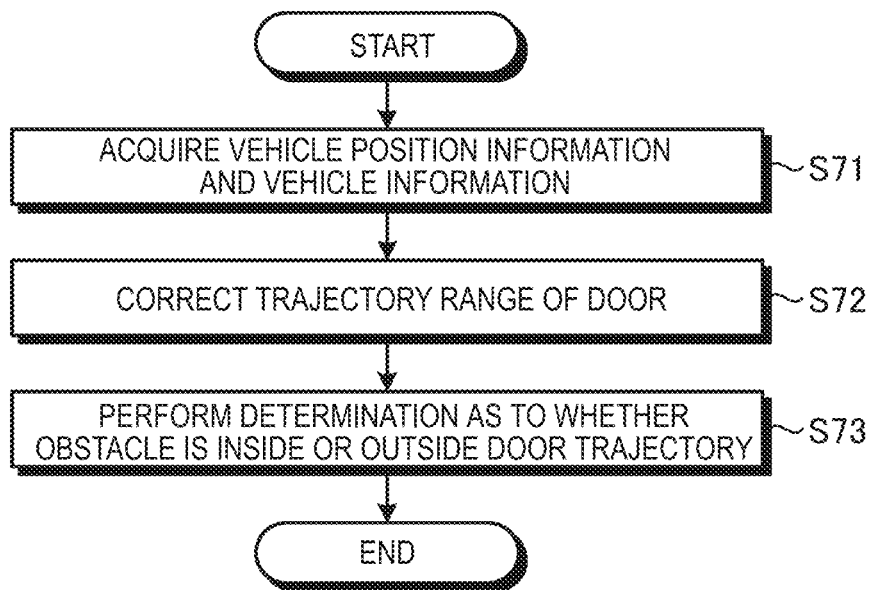 START
ACQUIRE VEHICLE POSITION INFORMATION
AND VEHICLE INFORMATION
S71
CORRECT TRAJECTORY RANGE OF DOOR
S72
PERFORM DETERMINATION AS TO WHETHER
OBSTACLE IS INSIDE OR OUTSIDE DOOR TRAJECTORY
S73
END